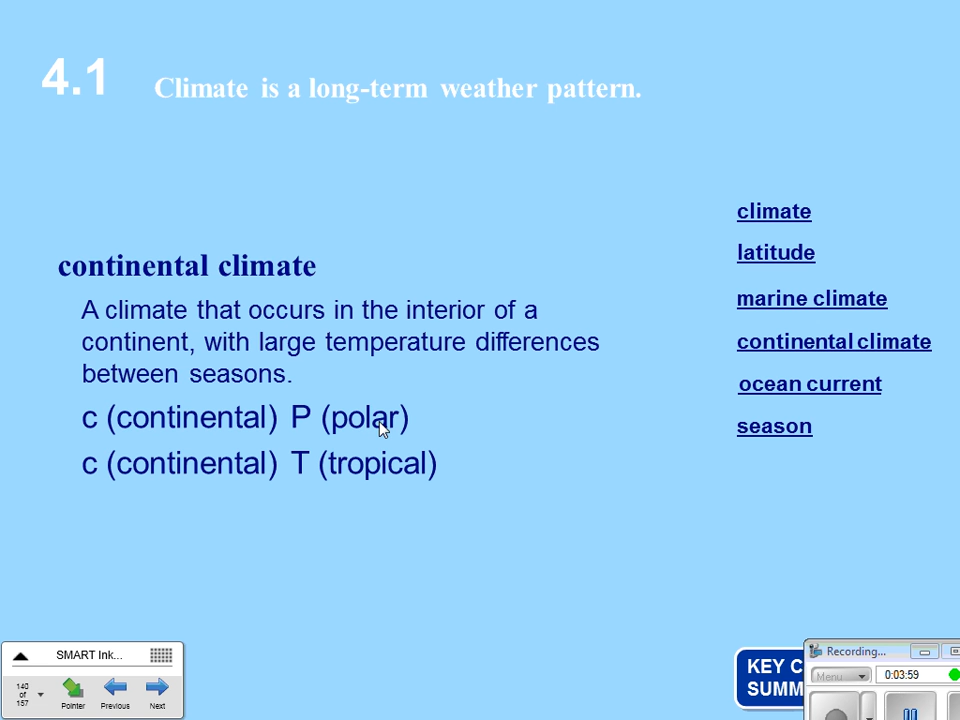 4.1 Climate is a long-term weather pattern.
continental climate
A climate that occurs in the interior of a
continent, with large temperature differences
between seasons.
c (continental) P (polar)
c (continental) T (tropical)
climate
latitude
marine climate
continental climate
ocean current
season
SMART Ink...
140
of
157
Pointer Previous Next
KEY C
SUMM
Recording...
Menu 0:03:59